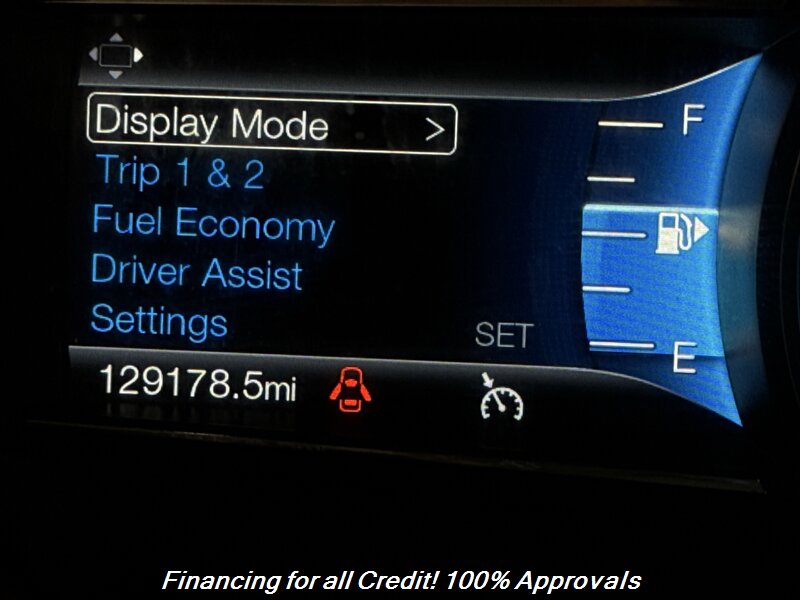 Display Mode >
Trip 1 & 2
Fuel Economy
Driver Assist
Settings
SET
129178.5mi
F
E
Financing for all Credit! 100% Approvals